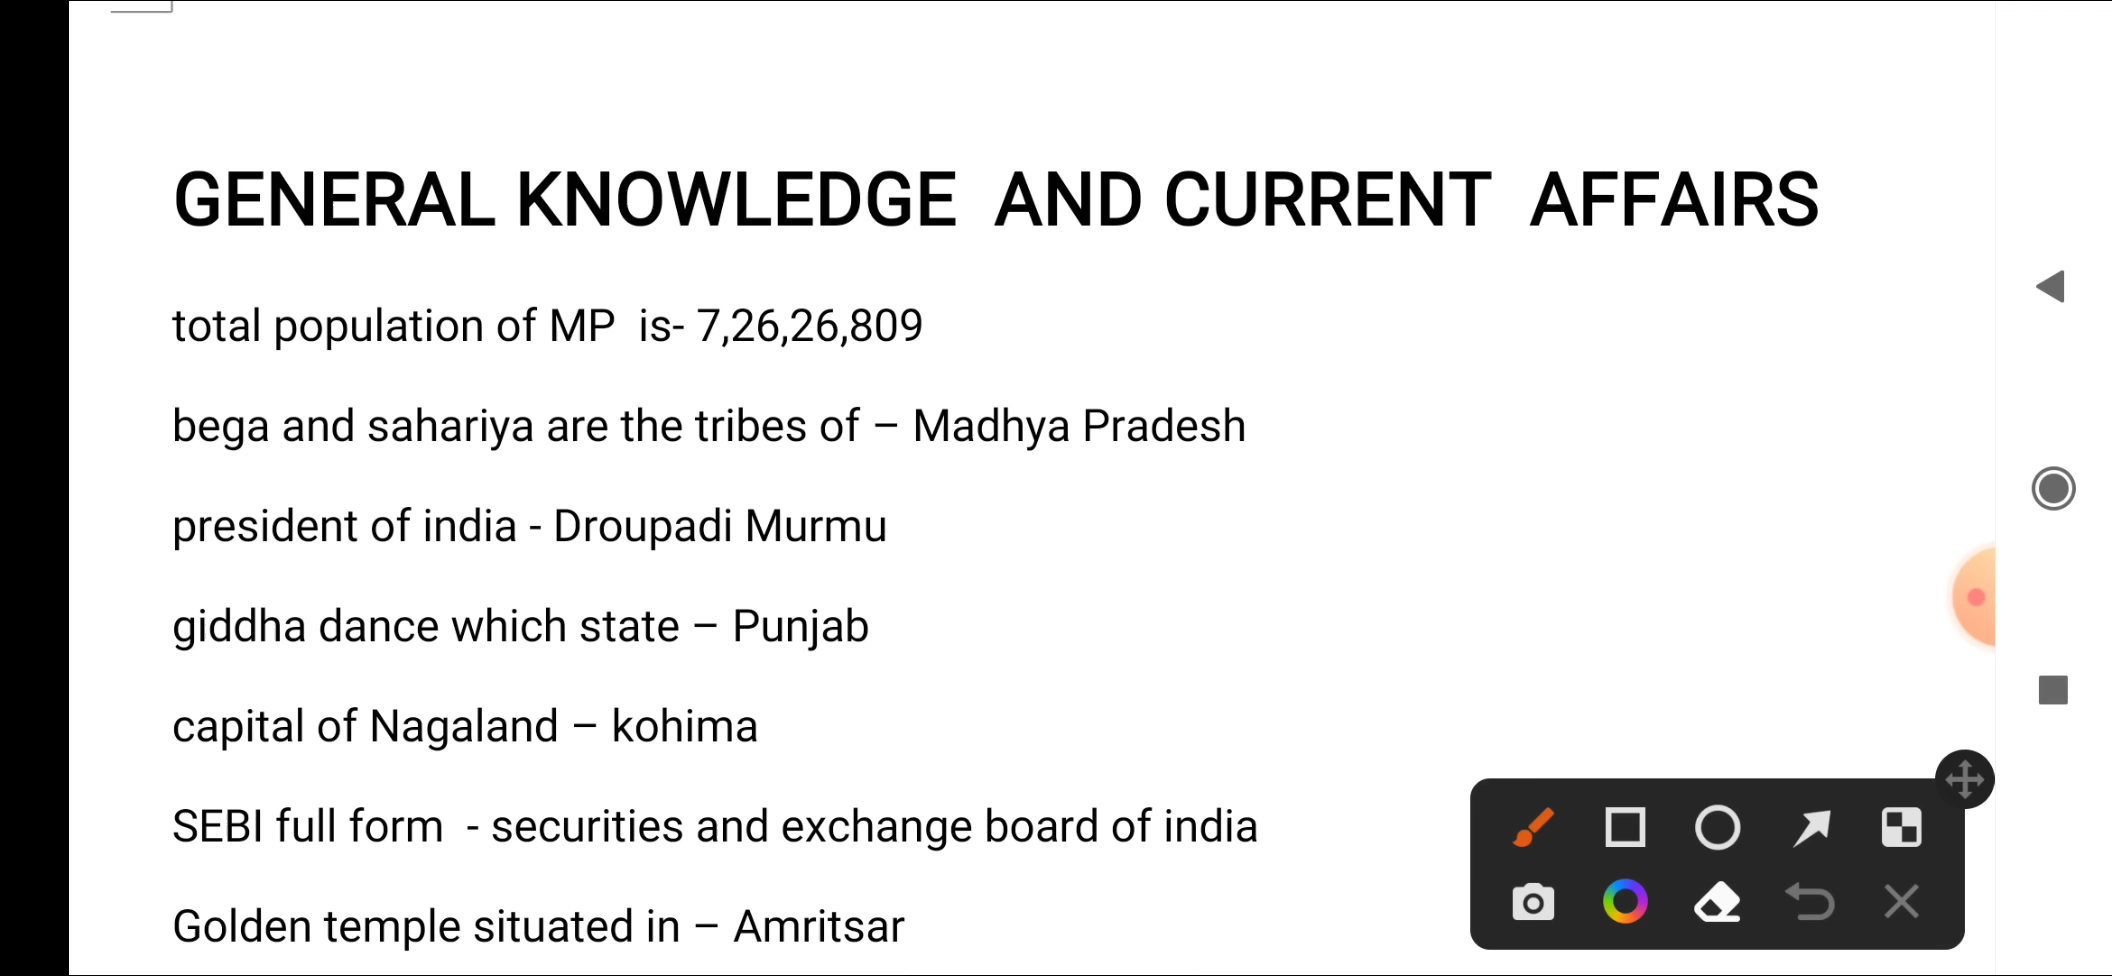 GENERAL KNOWLEDGE AND CURRENT AFFAIRS
total population of MP is- 7,26,26,809
bega and sahariya are the tribes of – Madhya Pradesh
president of india - Droupadi Murmu
giddha dance which state – Punjab
capital of Nagaland – kohima
SEBI full form - securities and exchange board of india
Golden temple situated in – Amritsar